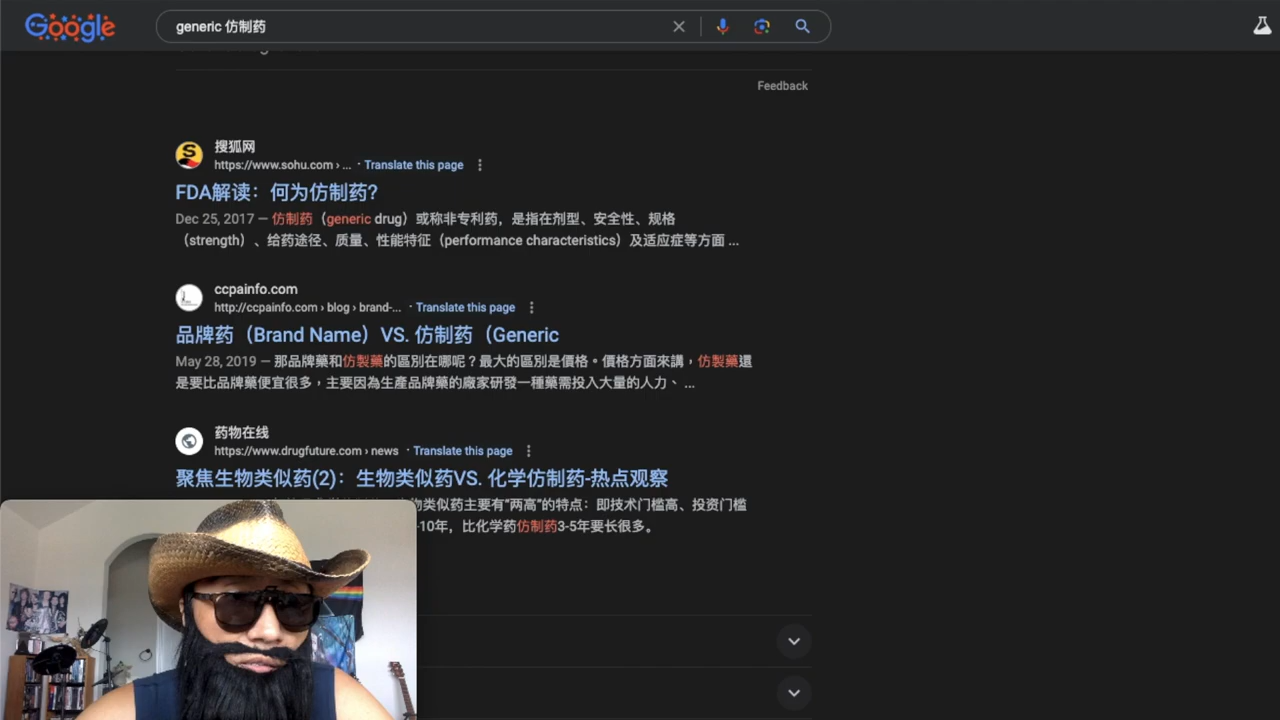 Google
generic 仿制药
Feedback
搜狐网
https://www.sohu.com › ... · Translate this page
FDA解读：何为仿制药?
Dec 25, 2017 — 仿制药（generic drug）或称非专利药，是指在剂型、安全性、规格
（strength）、给药途径、质量、性能特征（performance characteristics）及适应症等方面 ...
ccpainfo.com
http://ccpainfo.com › blog › brand-... · Translate this page
品牌药（Brand Name）VS. 仿制药（Generic
May 28, 2019 — 那品牌藥和仿製藥的區別在哪呢？最大的區別是價格。價格方面來講，仿製藥還
是要比品牌藥便宜很多，主要因為生產品牌藥的廠家研發一種藥需投入大量的人力、 ...
药物在线
https://www.drugfuture.com › news · Translate this page
聚焦生物类似药(2)：生物类似药VS. 化学仿制药-热点观察
物类似药主要有“两高”的特点：即技术门槛高、投资门槛
-10年，比化学药仿制药3-5年要长很多。